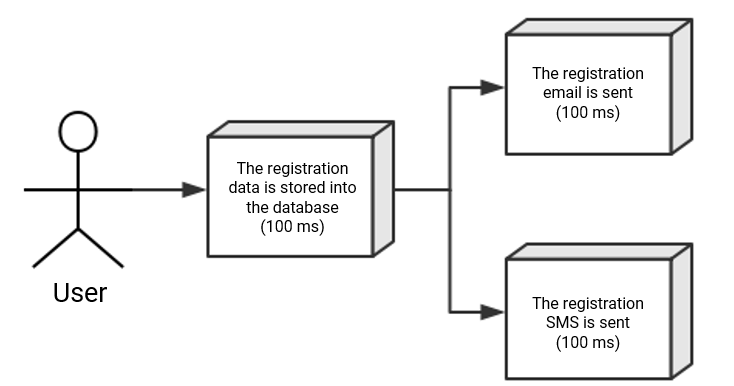 User
The registration
data is stored into
the database
(100 ms)
The registration
email is sent
(100 ms)
The registration
SMS is sent
(100 ms)